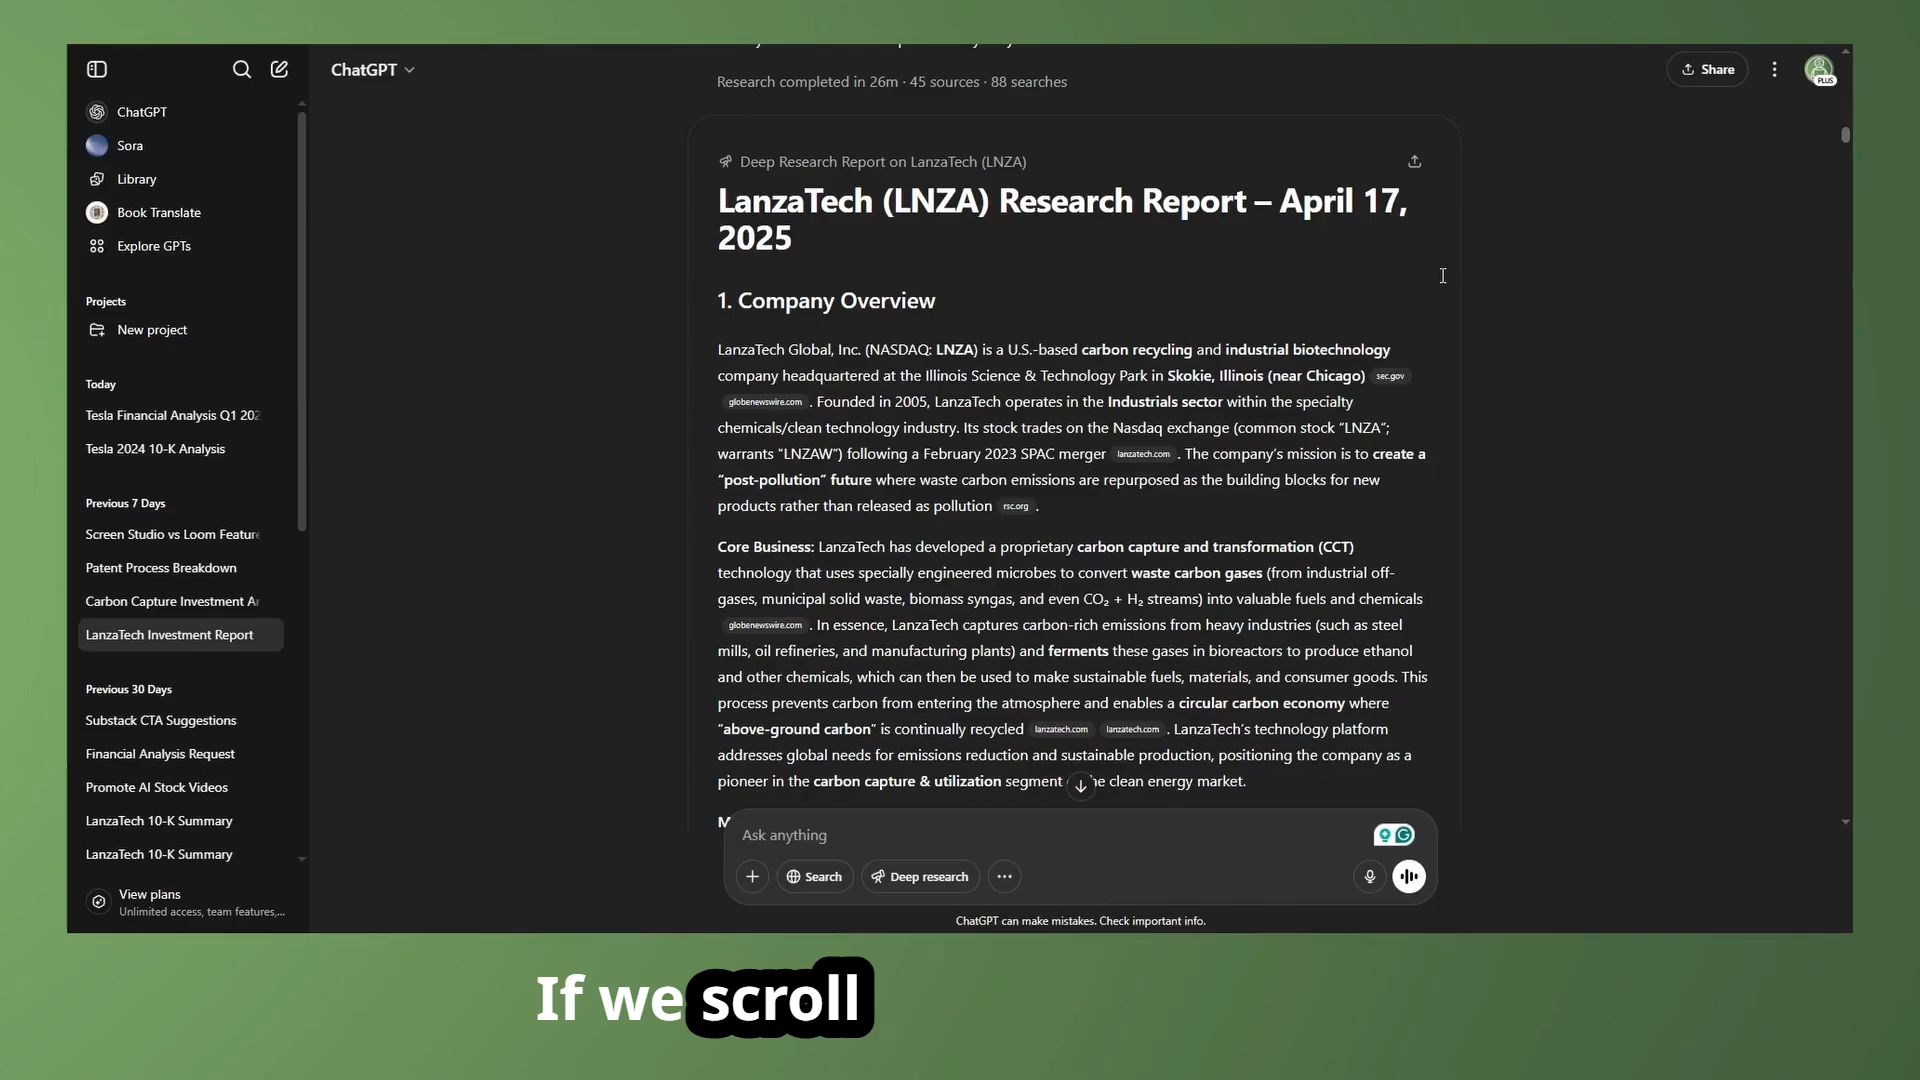 ChatGPT
Sora
Library
Book Translate
Explore GPTs
Projects
New project
Today
Tesla Financial Analysis Q1 202
Tesla 2024 10-K Analysis
Previous 7 Days
Screen Studio vs Loom Feature
Patent Process Breakdown
Carbon Capture Investment Ar
LanzaTech Investment Report
Previous 30 Days
Substack CTA Suggestions
Financial Analysis Request
Promote AI Stock Videos
LanzaTech 10-K Summary
LanzaTech 10-K Summary
View plans
Unlimited access, team features,...
ChatGPT
Share
PLUS
Research completed in 26m · 45 sources · 88 searches
Deep Research Report on LanzaTech (LNZA)
LanzaTech (LNZA) Research Report – April 17,
2025
1. Company Overview
LanzaTech Global, Inc. (NASDAQ: LNZA) is a U.S.-based carbon recycling and industrial biotechnology
company headquartered at the Illinois Science & Technology Park in Skokie, Illinois (near Chicago) sec.gov
globenewswire.com . Founded in 2005, LanzaTech operates in the Industrials sector within the specialty
chemicals/clean technology industry. Its stock trades on the Nasdaq exchange (common stock “LNZA”;
warrants “LNZAW”) following a February 2023 SPAC merger lanzatech.com . The company’s mission is to create a
“post-pollution” future where waste carbon emissions are repurposed as the building blocks for new
products rather than released as pollution rsc.org .
Core Business: LanzaTech has developed a proprietary carbon capture and transformation (CCT)
technology that uses specially engineered microbes to convert waste carbon gases (from industrial off-
gases, municipal solid waste, biomass syngas, and even CO₂ + H₂ streams) into valuable fuels and chemicals
globenewswire.com . In essence, LanzaTech captures carbon-rich emissions from heavy industries (such as steel
mills, oil refineries, and manufacturing plants) and ferments these gases in bioreactors to produce ethanol
and other chemicals, which can then be used to make sustainable fuels, materials, and consumer goods. This
process prevents carbon from entering the atmosphere and enables a circular carbon economy where
“above-ground carbon” is continually recycled lanzatech.com lanzatech.com . LanzaTech’s technology platform
addresses global needs for emissions reduction and sustainable production, positioning the company as a
pioneer in the carbon capture & utilization segment clean energy market.
Ask anything
Search
Deep research
ChatGPT can make mistakes. Check important info.
If we scroll